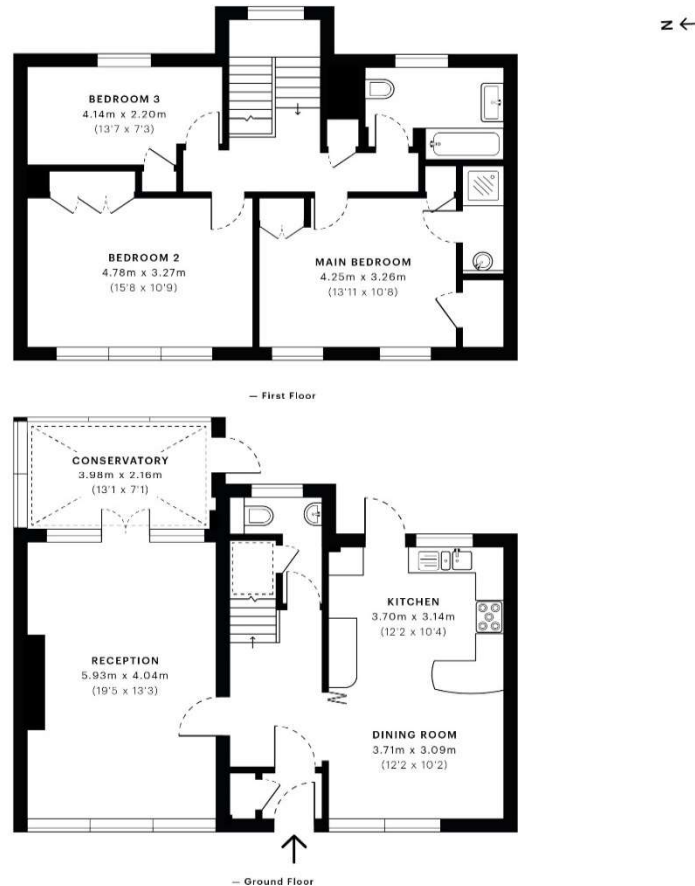 N
BEDROOM 3
4.14m x 2.20m
(13'7 x 7'3)
BEDROOM 2
4.78m x 3.27m
(15'8 x 10'9)
MAIN BEDROOM
4.25m x 3.26m
(13'11 x 10'8)
— First Floor
CONSERVATORY
3.98m x 2.16m
(13'1 x 7'1)
KITCHEN
3.70m x 3.14m
(12'2 x 10'4)
RECEPTION
5.93m x 4.04m
(19'5 x 13'3)
DINING ROOM
3.71m x 3.09m
(12'2 x 10'2)
— Ground Floor